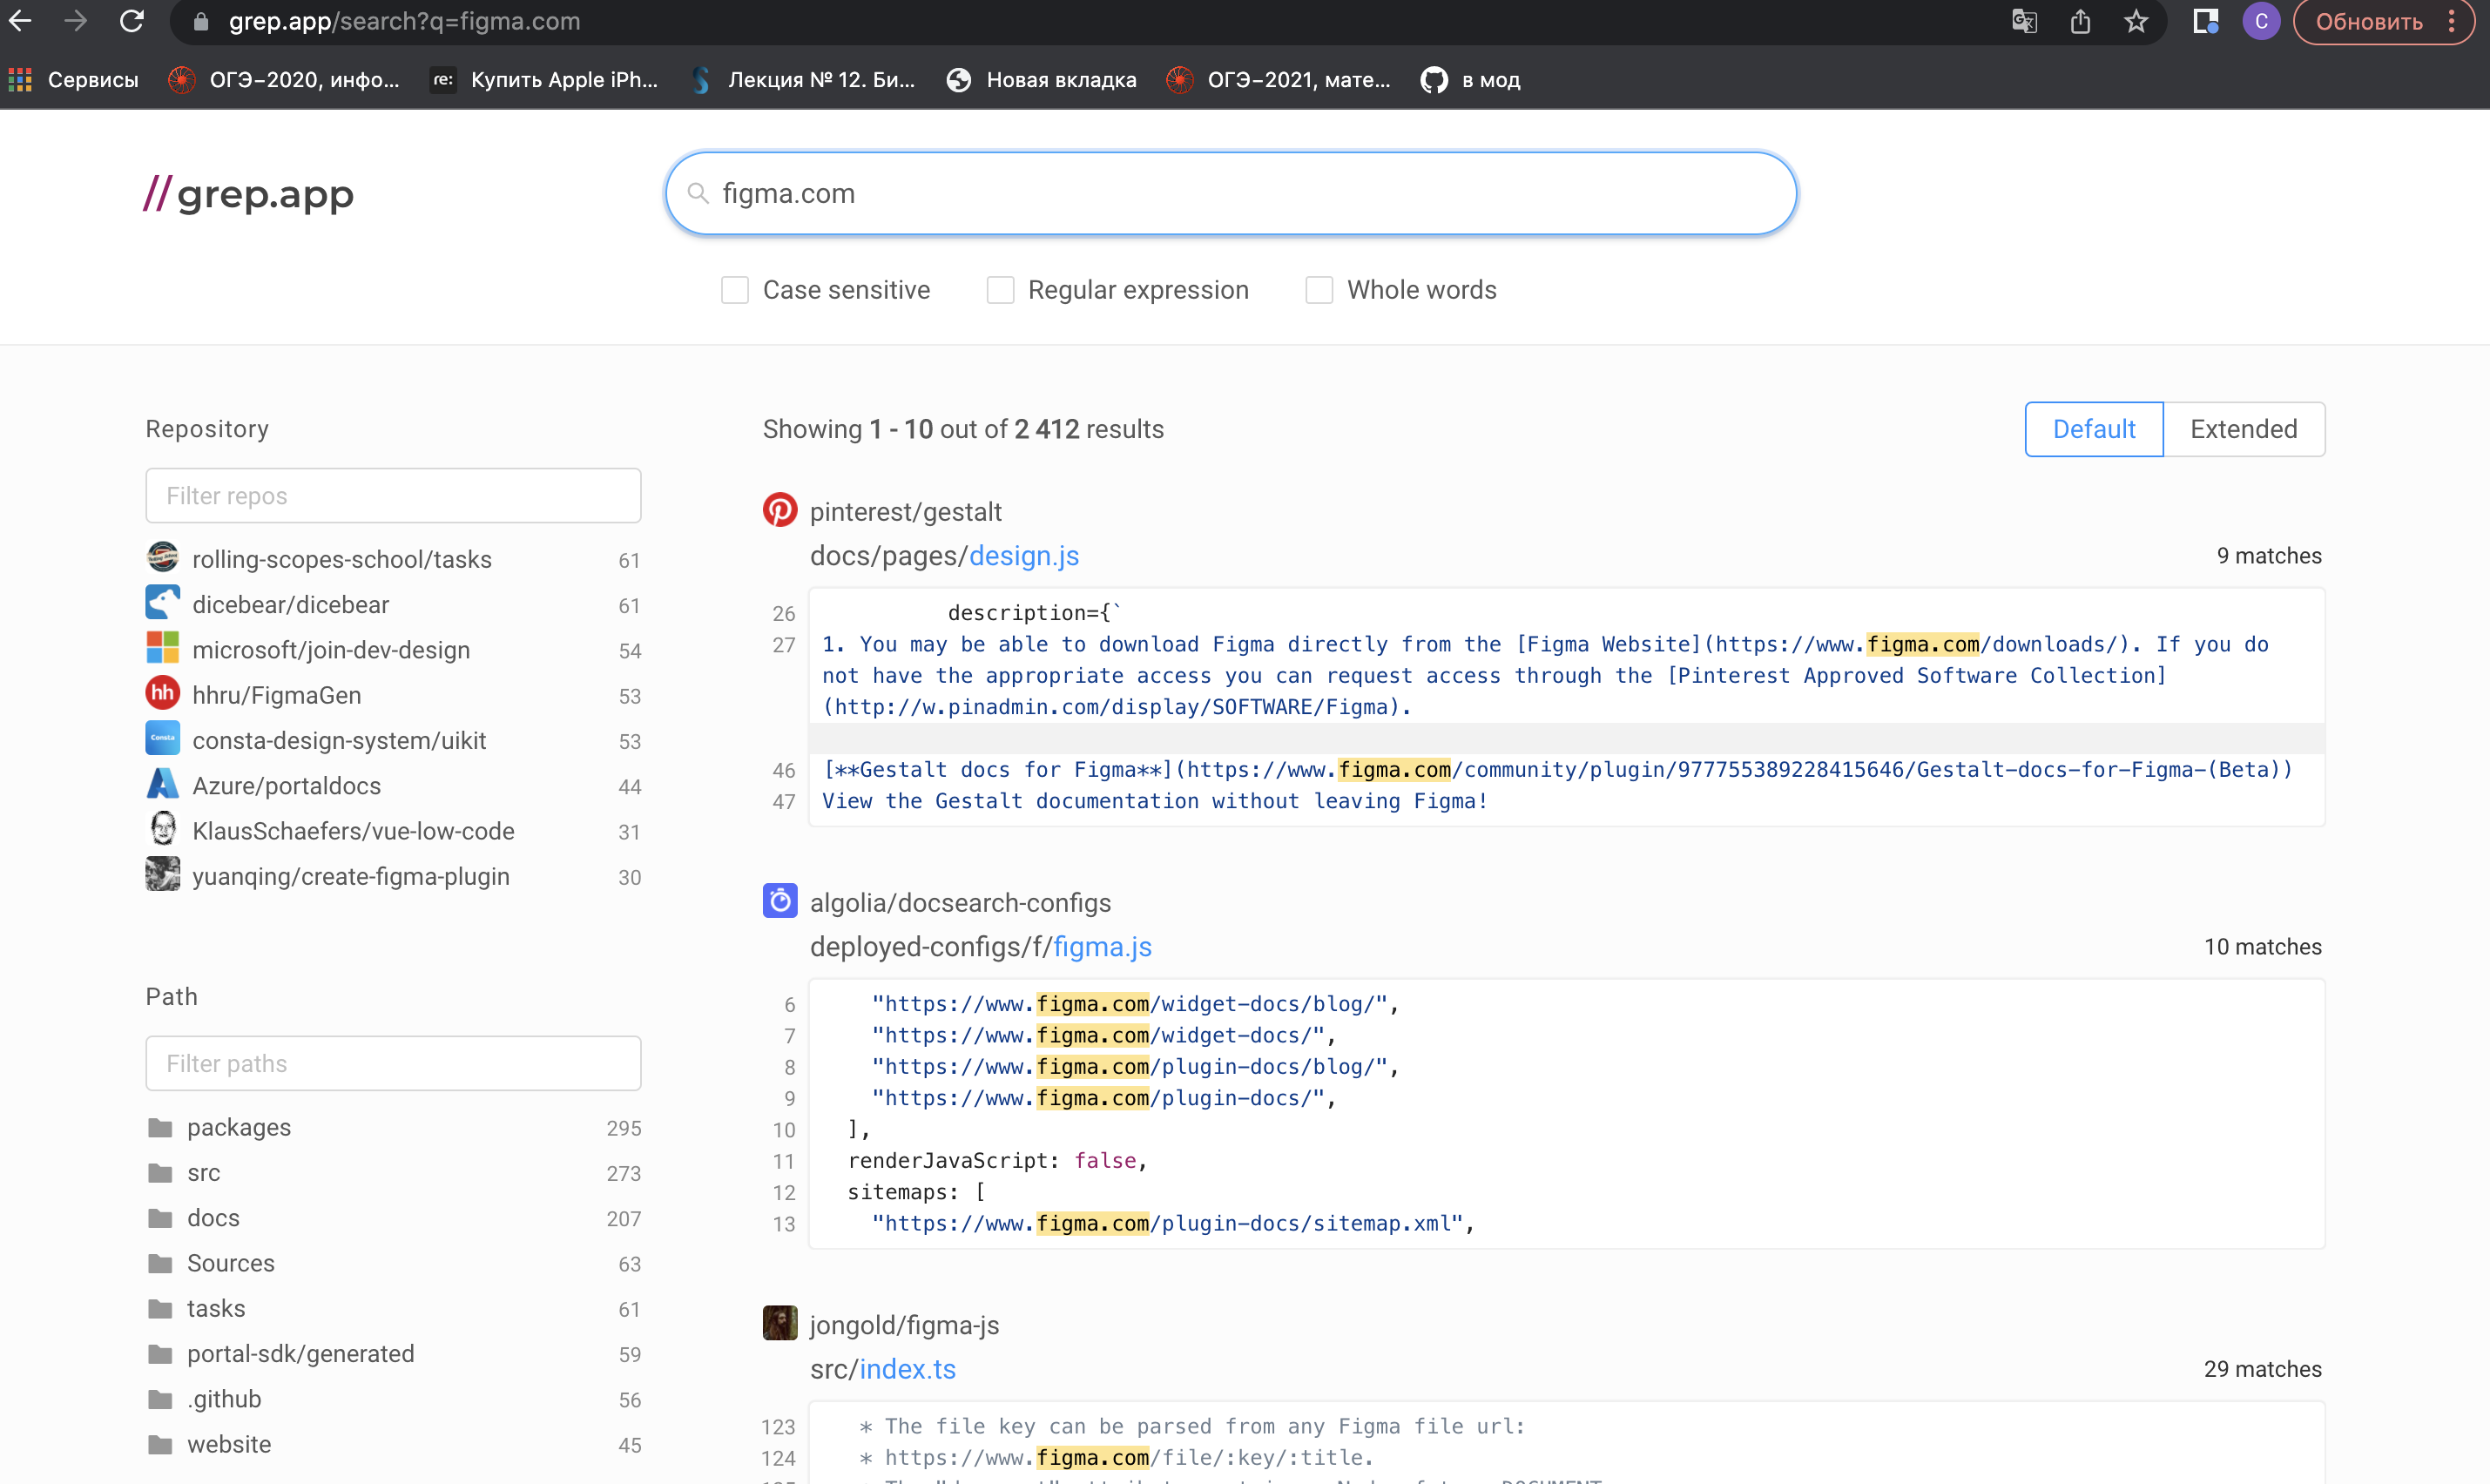 grep.app/search?q=figma.com
Обновить
Сервисы
ОГЭ–2020, инфо...
re: Купить Apple iPh...
Лекция № 12. Би...
Новая вкладка
ОГЭ–2021, мате...
в мод
C
//grep.app
figma.com
Case sensitive
Regular expression
Whole words
Repository
Filter repos
rolling-scopes-school/tasks 61
dicebear/dicebear 61
microsoft/join-dev-design 54
hh hhru/FigmaGen 53
Consta consta-design-system/uikit 53
Azure/portaldocs 44
KlausSchaefers/vue-low-code 31
yuanqing/create-figma-plugin 30
Path
Filter paths
packages 295
src 273
docs 207
Sources 63
tasks 61
portal-sdk/generated 59
.github 56
website 45
Showing 1 - 10 out of 2 412 results
Default
Extended
pinterest/gestalt
docs/pages/design.js 9 matches
26 description={`
27 1. You may be able to download Figma directly from the [Figma Website](https://www.figma.com/downloads/). If you do
not have the appropriate access you can request access through the [Pinterest Approved Software Collection]
(http://w.pinadmin.com/display/SOFTWARE/Figma).
46 [**Gestalt docs for Figma**](https://www.figma.com/community/plugin/977755389228415646/Gestalt-docs-for-Figma-(Beta))
47 View the Gestalt documentation without leaving Figma!
algolia/docsearch-configs
deployed-configs/f/figma.js 10 matches
6 "https://www.figma.com/widget-docs/blog/",
7 "https://www.figma.com/widget-docs/",
8 "https://www.figma.com/plugin-docs/blog/",
9 "https://www.figma.com/plugin-docs/",
10 ],
11 renderJavaScript: false,
12 sitemaps: [
13 "https://www.figma.com/plugin-docs/sitemap.xml",
jongold/figma-js
src/index.ts 29 matches
123 * The file key can be parsed from any Figma file url:
124 * https://www.figma.com/file/:key/:title.